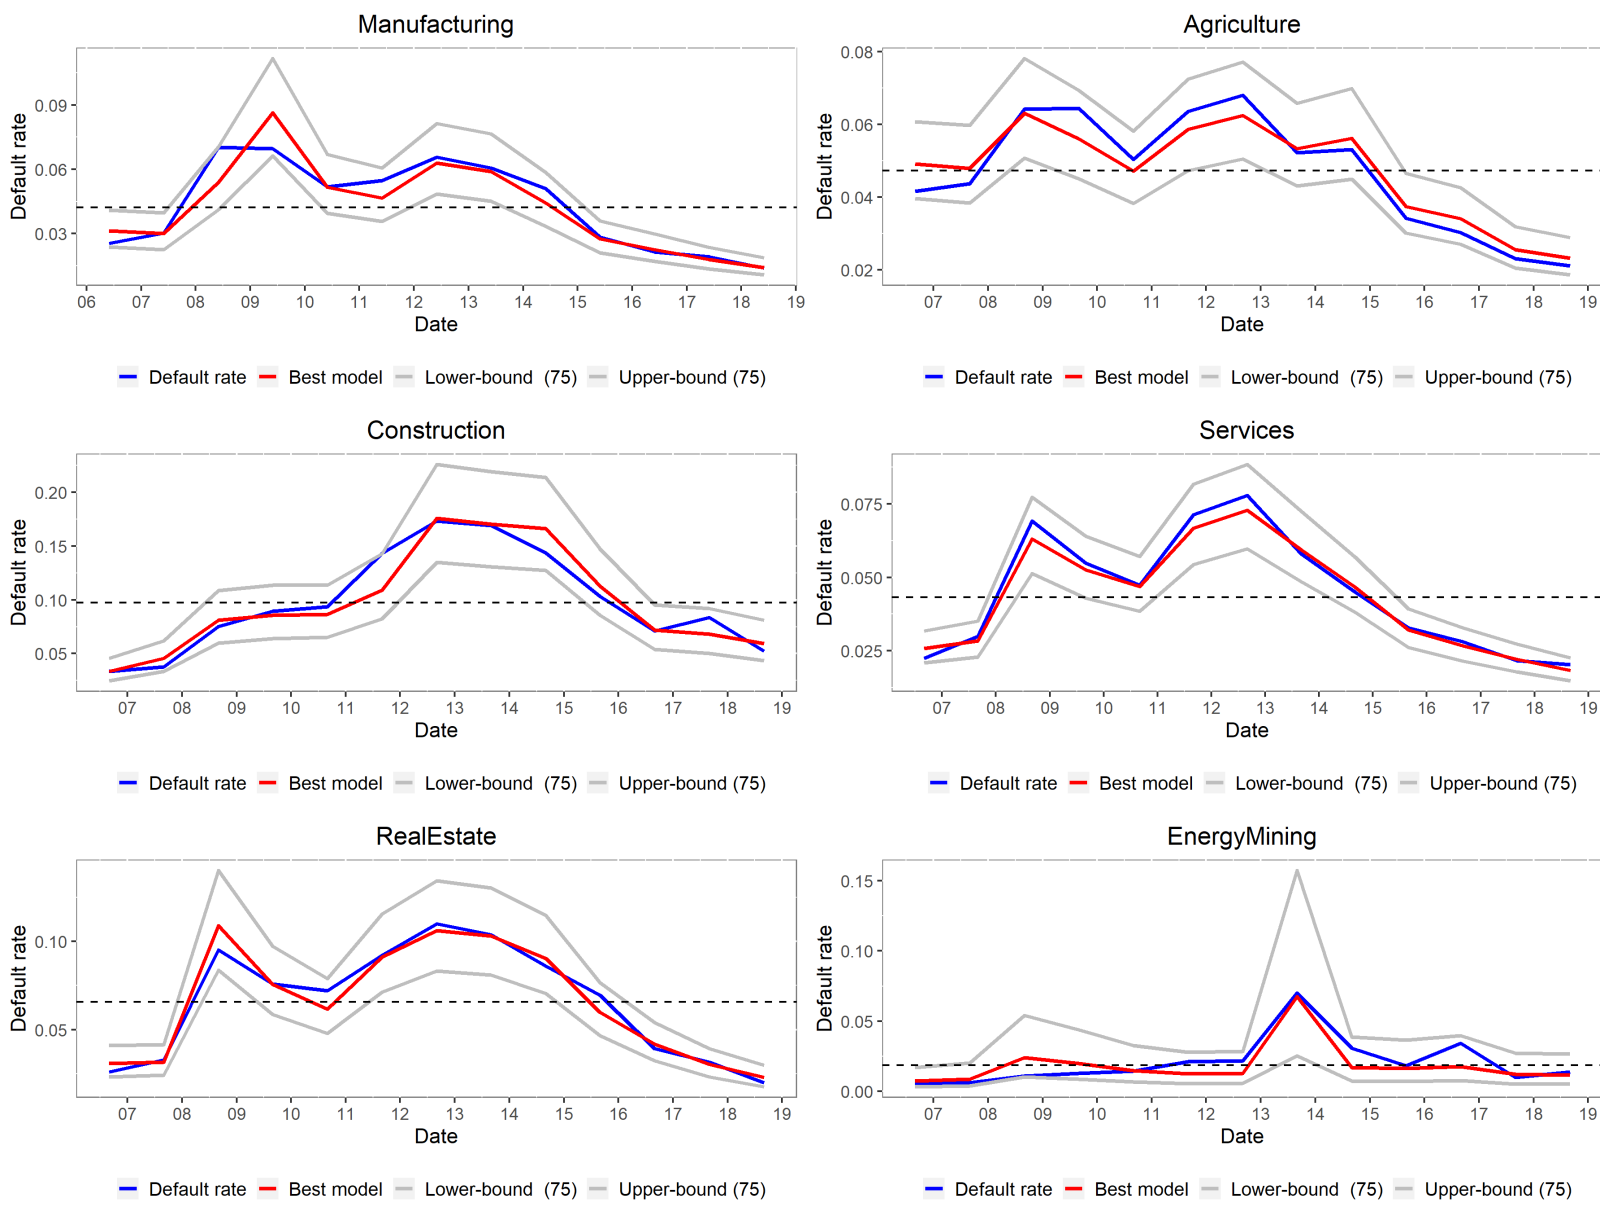 Manufacturing
Default rate
0.09
0.06
0.03
06 07 08 09 10 11 12 13 14 15 16 17 18 19
Date
Default rate Best model Lower-bound (75) Upper-bound (75)
Agriculture
Default rate
0.08
0.06
0.04
0.02
07 08 09 10 11 12 13 14 15 16 17 18 19
Date
Default rate Best model Lower-bound (75) Upper-bound (75)
Construction
Default rate
0.20
0.15
0.10
0.05
07 08 09 10 11 12 13 14 15 16 17 18 19
Date
Default rate Best model Lower-bound (75) Upper-bound (75)
Services
Default rate
0.075
0.050
0.025
07 08 09 10 11 12 13 14 15 16 17 18 19
Date
Default rate Best model Lower-bound (75) Upper-bound (75)
RealEstate
Default rate
0.10
0.05
07 08 09 10 11 12 13 14 15 16 17 18 19
Date
Default rate Best model Lower-bound (75) Upper-bound (75)
EnergyMining
Default rate
0.15
0.10
0.05
0.00
07 08 09 10 11 12 13 14 15 16 17 18 19
Date
Default rate Best model Lower-bound (75) Upper-bound (75)